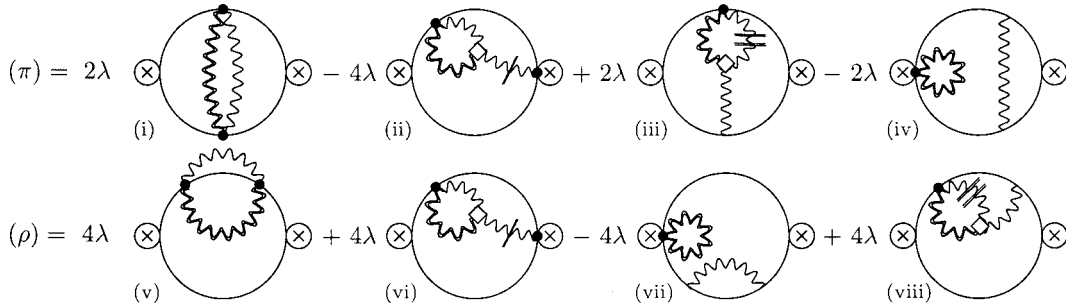 (π) = 2λ − 4λ + 2λ − 2λ
(i) (ii) (iii) (iv)
(ρ) = 4λ + 4λ − 4λ + 4λ
(v) (vi) (vii) (viii)